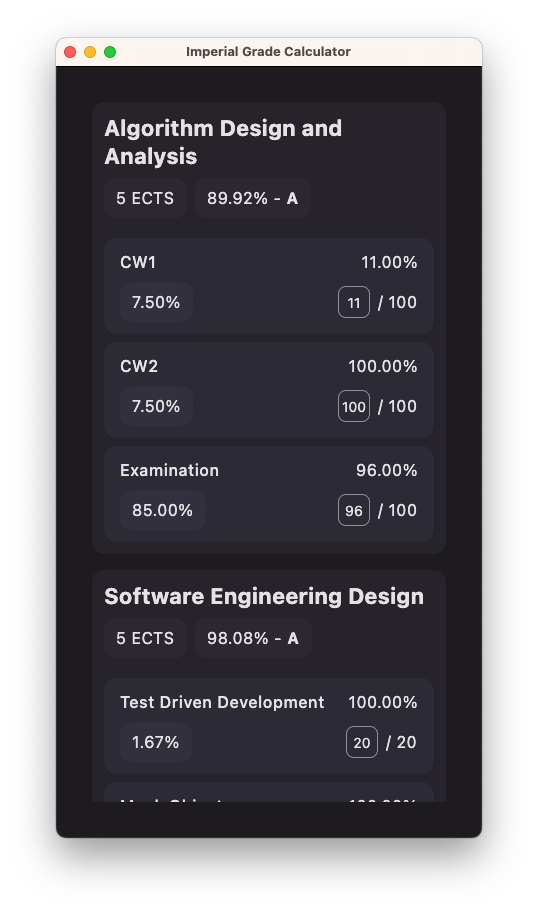 Imperial Grade Calculator
Algorithm Design and
Analysis
5 ECTS 89.92% - A
CW1 11.00%
7.50% 11 / 100
CW2 100.00%
7.50% 100 / 100
Examination 96.00%
85.00% 96 / 100
Software Engineering Design
5 ECTS 98.08% - A
Test Driven Development 100.00%
1.67% 20 / 20